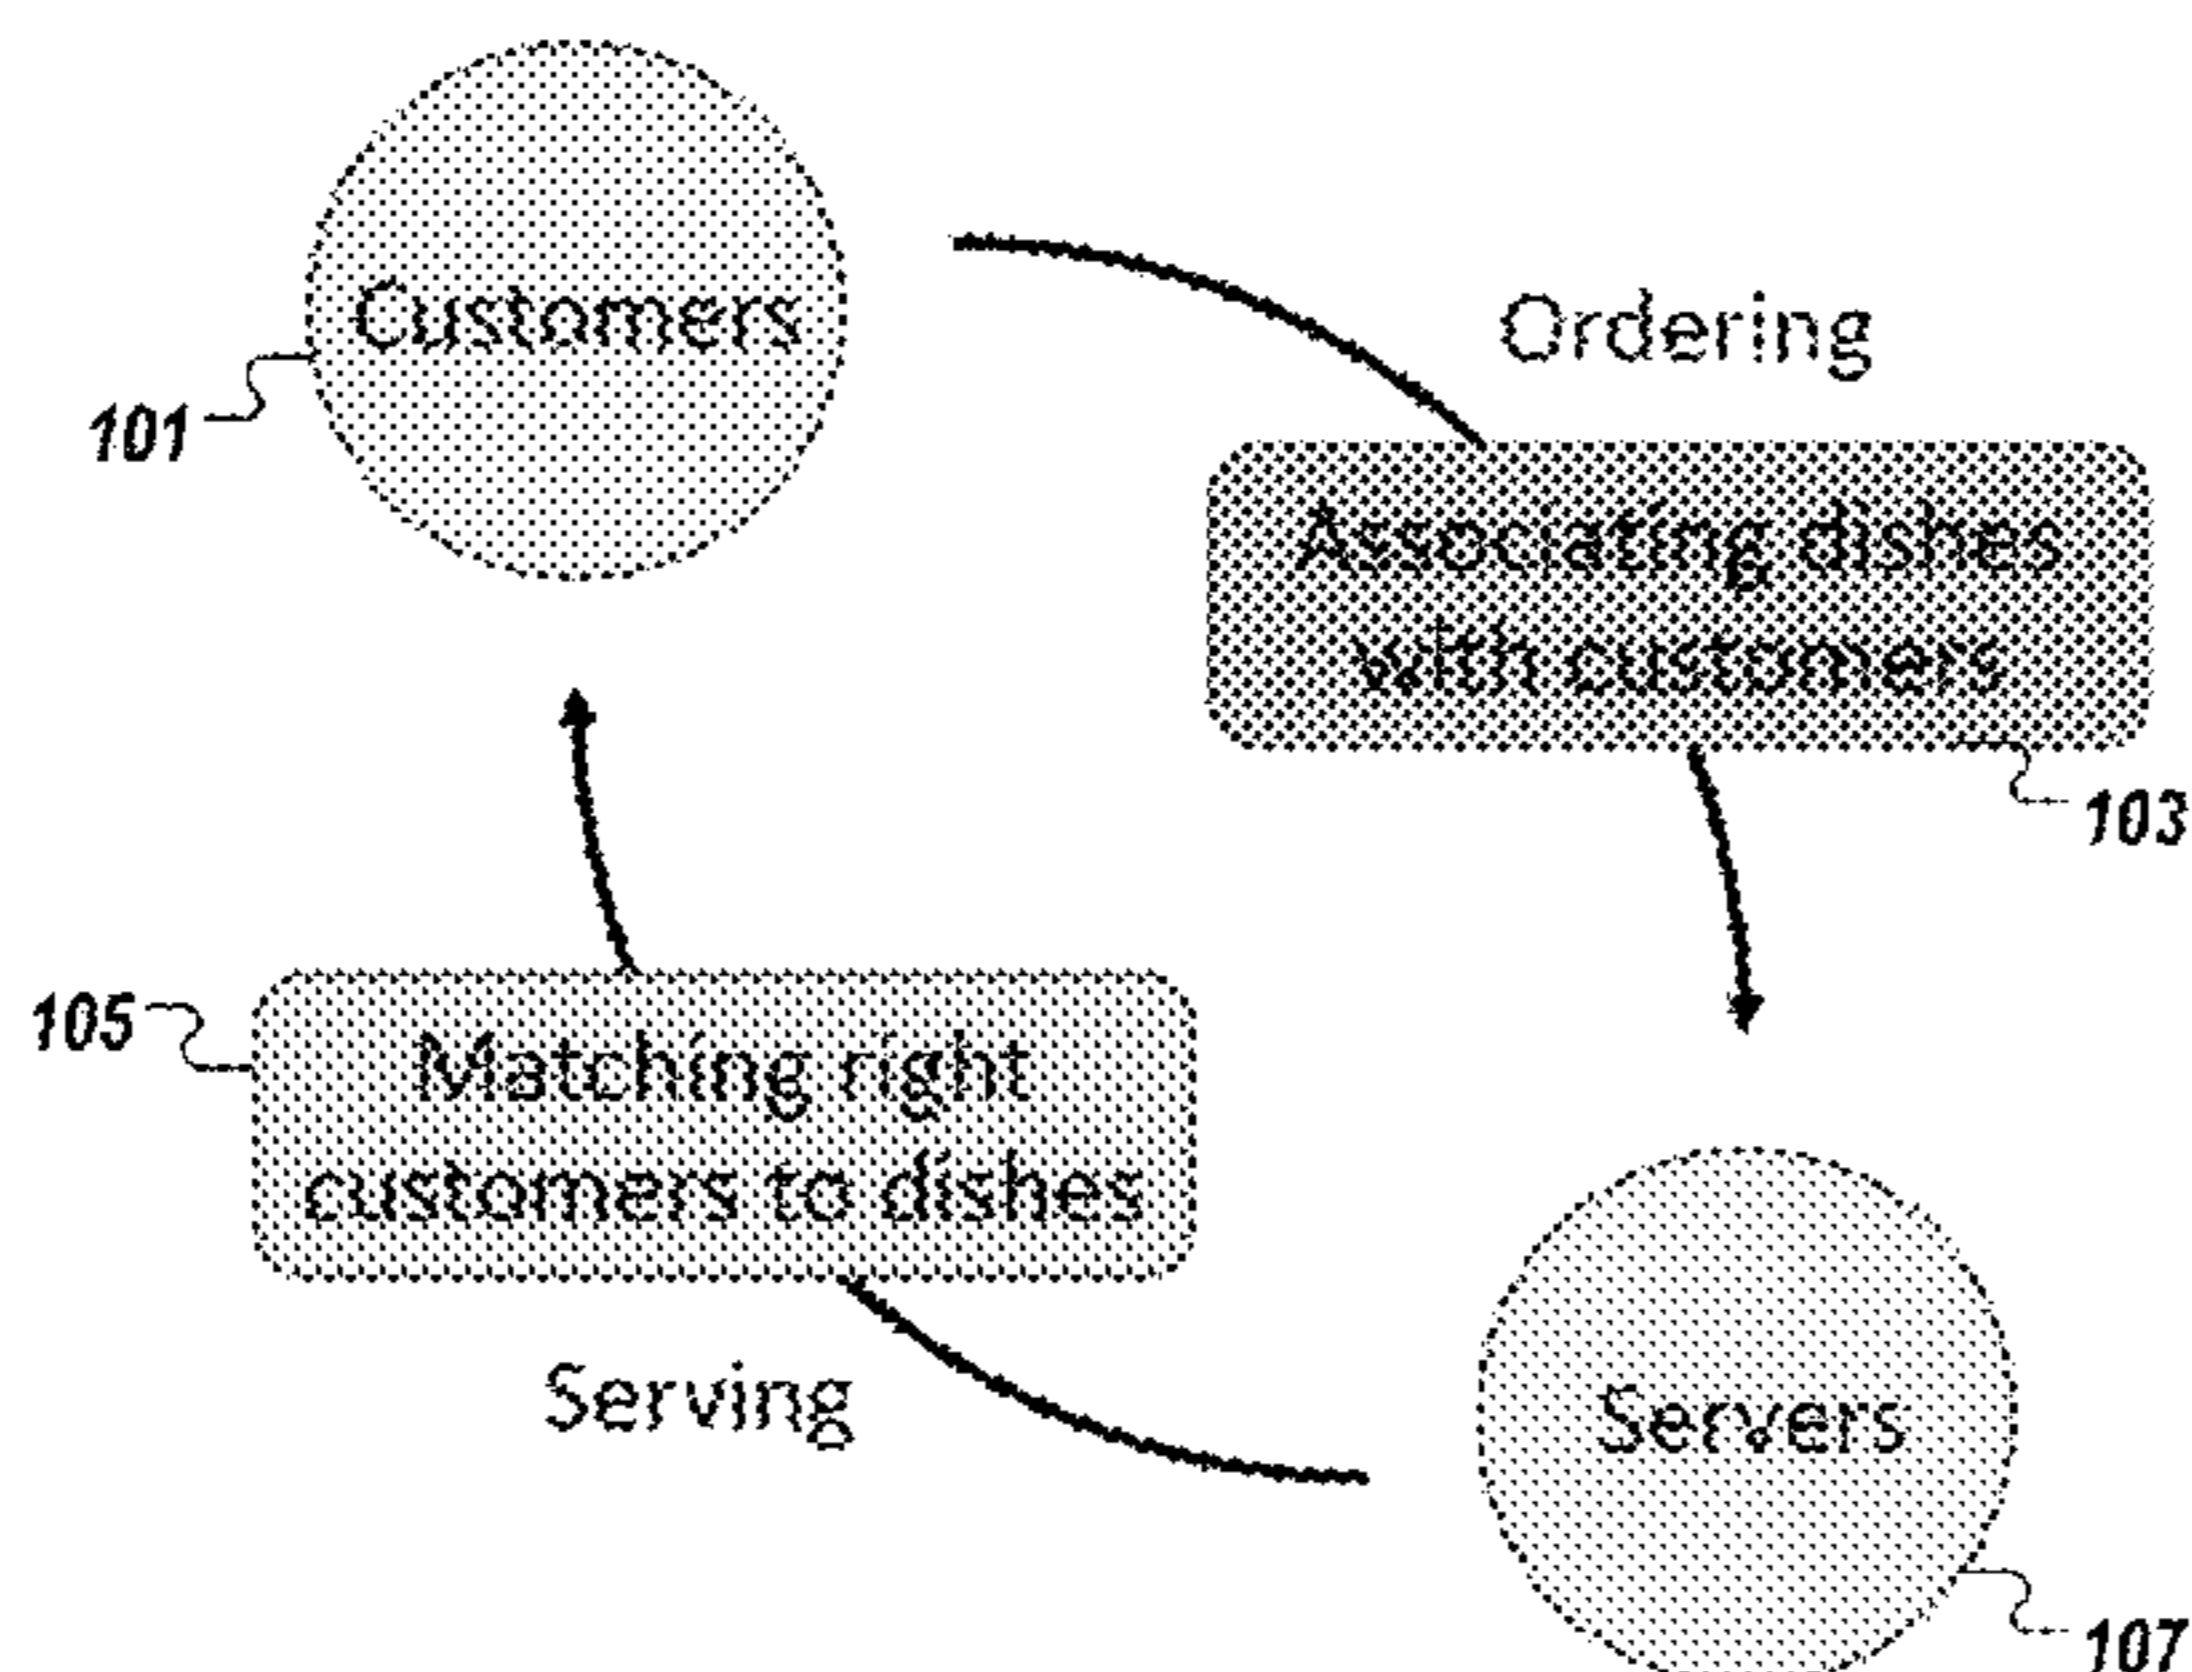 Customers
101
Ordering
Associating dishes
with customers
103
105
Matching right
customers to dishes
Serving
Servers
107